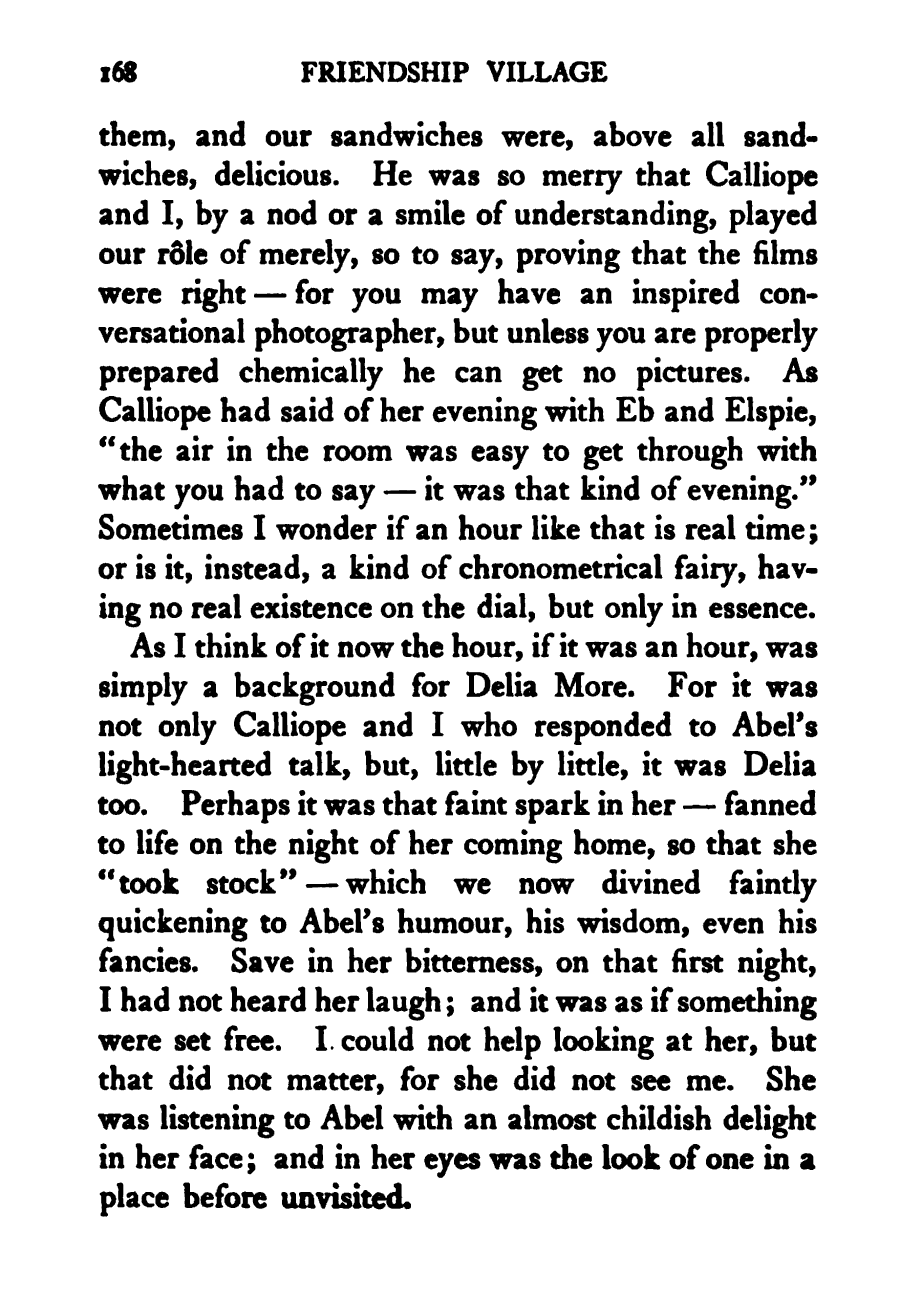 168 FRIENDSHIP VILLAGE
them, and our sandwiches were, above all sand-
wiches, delicious. He was so merry that Calliope
and I, by a nod or a smile of understanding, played
our rôle of merely, so to say, proving that the films
were right — for you may have an inspired con-
versational photographer, but unless you are properly
prepared chemically he can get no pictures. As
Calliope had said of her evening with Eb and Elspie,
“the air in the room was easy to get through with
what you had to say — it was that kind of evening.”
Sometimes I wonder if an hour like that is real time;
or is it, instead, a kind of chronometrical fairy, hav-
ing no real existence on the dial, but only in essence.
As I think of it now the hour, if it was an hour, was
simply a background for Delia More. For it was
not only Calliope and I who responded to Abel’s
light-hearted talk, but, little by little, it was Delia
too. Perhaps it was that faint spark in her — fanned
to life on the night of her coming home, so that she
“took stock” — which we now divined faintly
quickening to Abel’s humour, his wisdom, even his
fancies. Save in her bitterness, on that first night,
I had not heard her laugh; and it was as if something
were set free. I could not help looking at her, but
that did not matter, for she did not see me. She
was listening to Abel with an almost childish delight
in her face; and in her eyes was the look of one in a
place before unvisited.